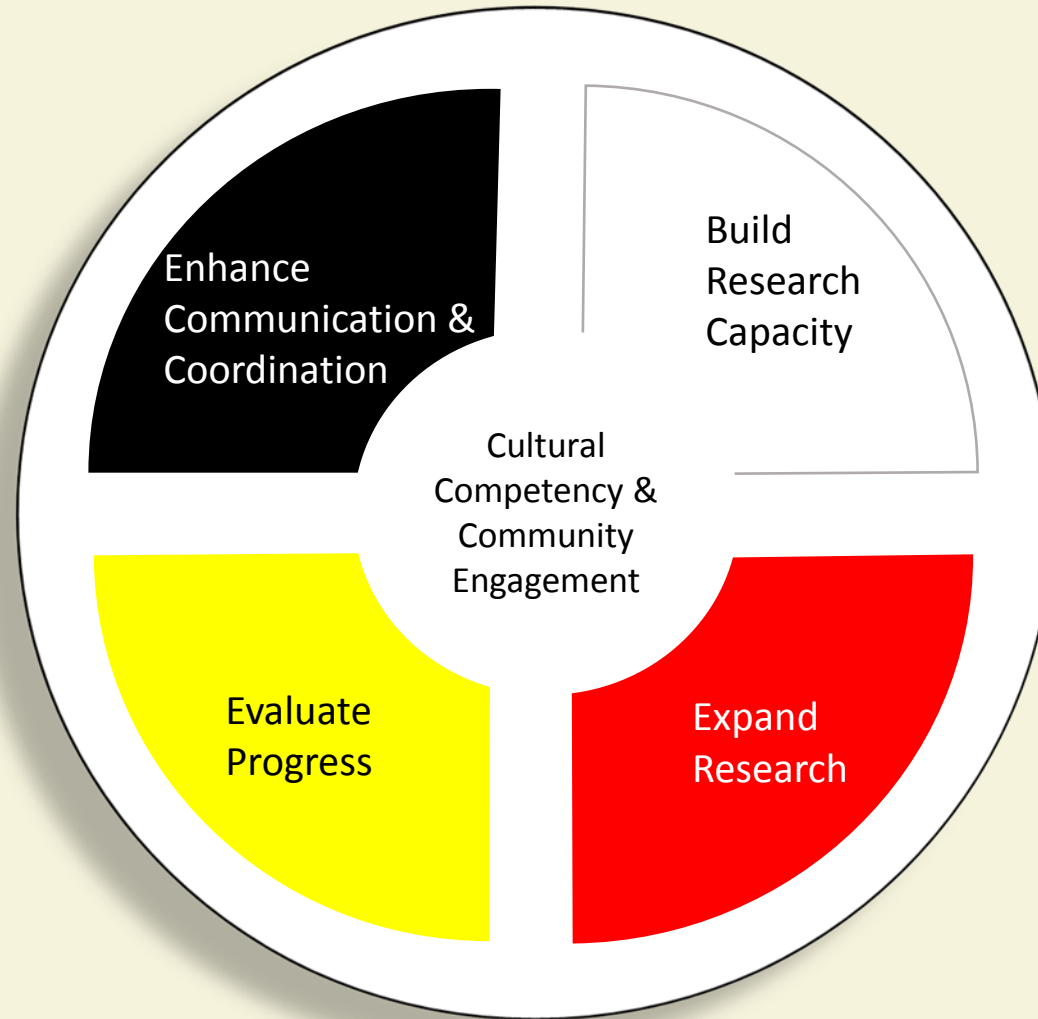 Enhance
Communication &
Coordination
Build
Research
Capacity
Cultural
Competency &
Community
Engagement
Evaluate
Progress
Expand
Research